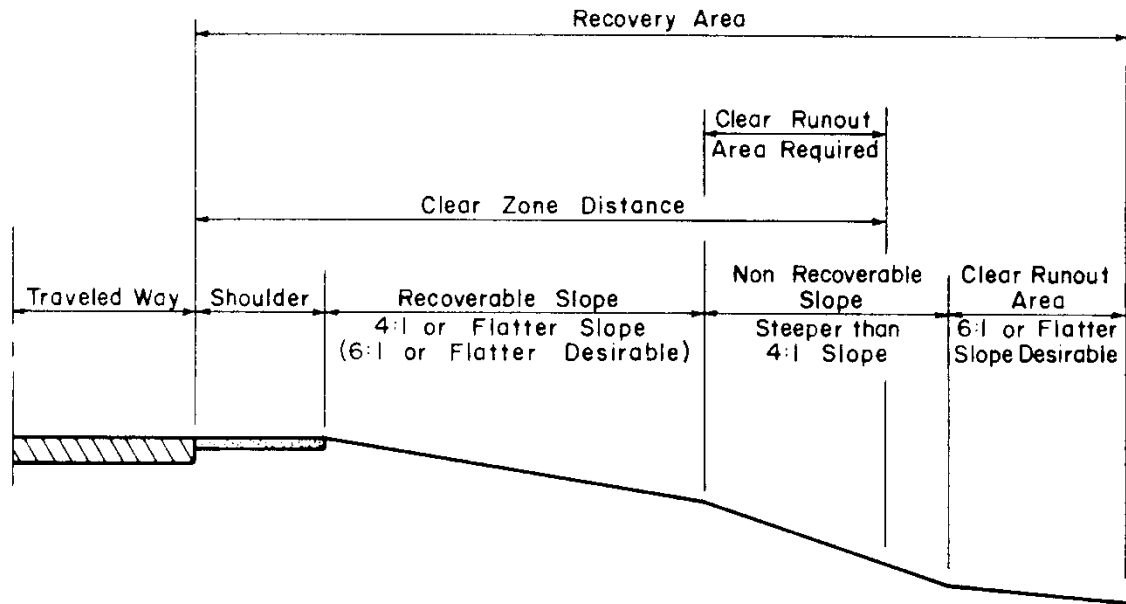 Recovery Area
Clear Runout
Area Required
Clear Zone Distance
Traveled Way
Shoulder
Recoverable Slope
4:1 or Flatter Slope
(6:1 or Flatter Desirable)
Non Recoverable
Slope
Steeper than
4:1 Slope
Clear Runout
Area
6:1 or Flatter
Slope Desirable